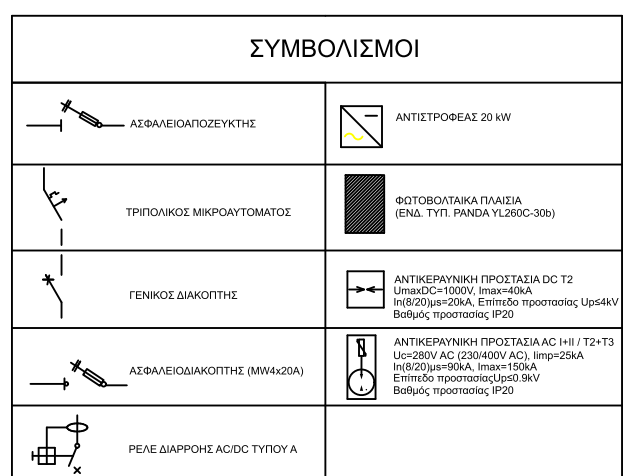 ΣΥΜΒΟΛΙΣΜΟΙ
ΑΣΦΑΛΕΙΟΑΠΟΖΕΥΚΤΗΣ
ΑΝΤΙΣΤΡΟΦΕΑΣ 20 kW
ΤΡΙΠΟΛΙΚΟΣ ΜΙΚΡΟΑΥΤΟΜΑΤΟΣ
ΦΩΤΟΒΟΛΤΑΙΚΑ ΠΛΑΙΣΙΑ
(ΕΝΔ. ΤΥΠ. PANDA YL260C-30b)
ΓΕΝΙΚΟΣ ΔΙΑΚΟΠΤΗΣ
ΑΝΤΙΚΕΡΑΥΝΙΚΗ ΠΡΟΣΤΑΣΙΑ DC T2
UmaxDC=1000V, Imax=40kA
In(8/20)μs=20kA, Επίπεδο προστασίας Up≤4kV
Βαθμός προστασίας IP20
ΑΣΦΑΛΕΙΟΔΙΑΚΟΠΤΗΣ (MW4x20A)
ΑΝΤΙΚΕΡΑΥΝΙΚΗ ΠΡΟΣΤΑΣΙΑ AC I+II / T2+T3
Uc=280V AC (230/400V AC), Iimp=25kA
In(8/20)μs=90kA, Imax=150kA
Επίπεδο προστασίαςUp≤0.9kV
Βαθμός προστασίας IP20
ΡΕΛΕ ΔΙΑΡΡΟΗΣ AC/DC ΤΥΠΟΥ Α